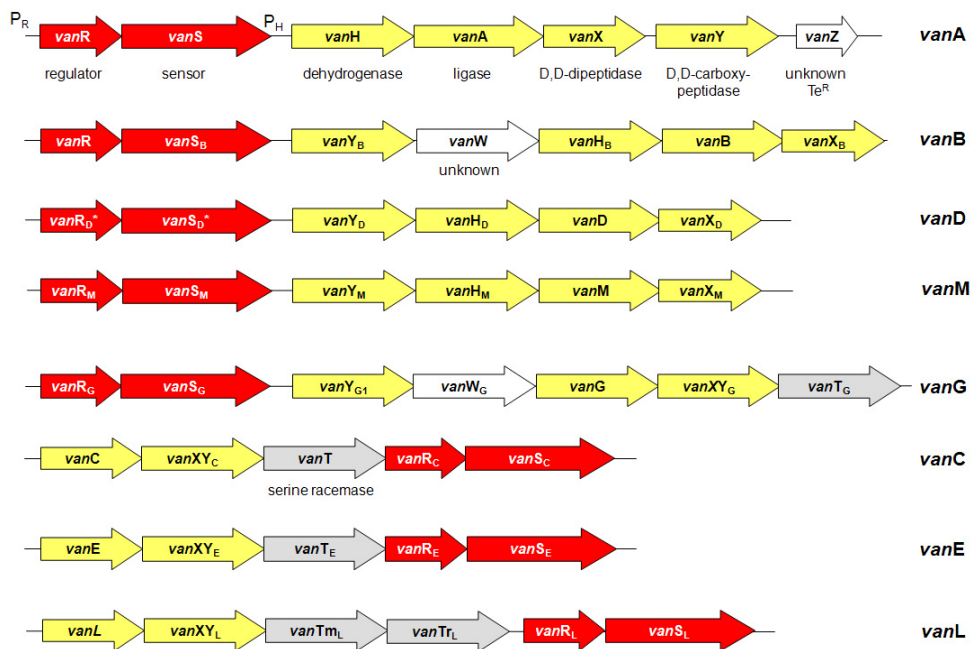 P_R P_H
vanR vanS vanH vanA vanX vanY vanZ vanA
regulator sensor dehydrogenase ligase D,D-dipeptidase D,D-carboxy- unknown
peptidase Te^R
vanR vanS_B vanY_B vanW vanH_B vanB vanX_B vanB
unknown
vanR_D* vanS_D* vanY_D vanH_D vanD vanX_D vanD
vanR_M vanS_M vanY_M vanH_M vanM vanX_M vanM
vanR_G vanS_G vanY_G1 vanW_G vanG vanXY_G vanT_G vanG
vanC vanXY_C vanT vanR_C vanS_C vanC
serine racemase
vanE vanXY_E vanT_E vanR_E vanS_E vanE
vanL vanXY_L vanTm_L vanTr_L vanR_L vanS_L vanL